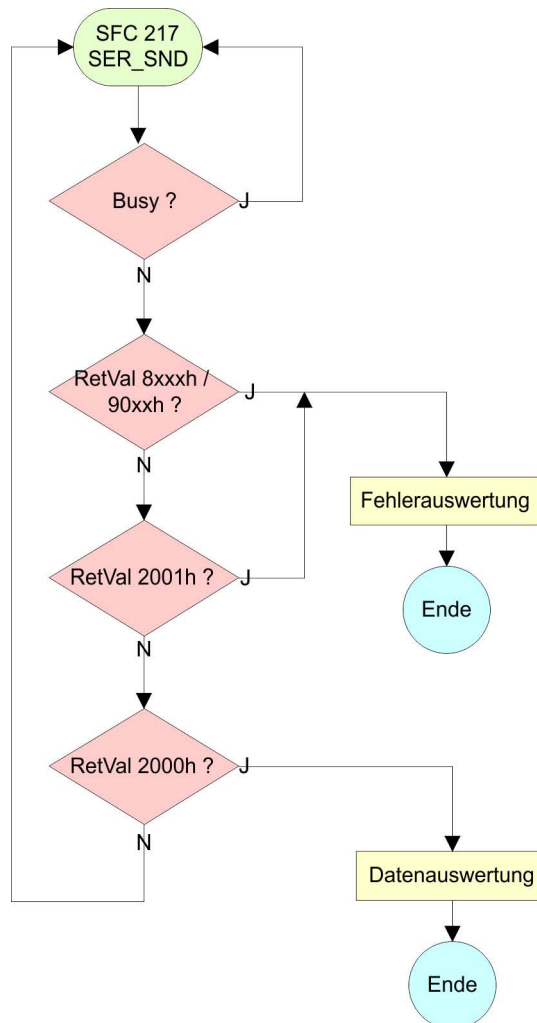 SFC 217
SER_SND
Busy ?
J
N
RetVal 8xxxh /
90xxh ?
J
N
Fehlerauswertung
RetVal 2001h ?
J
Ende
N
RetVal 2000h ?
J
N
Datenauswertung
Ende